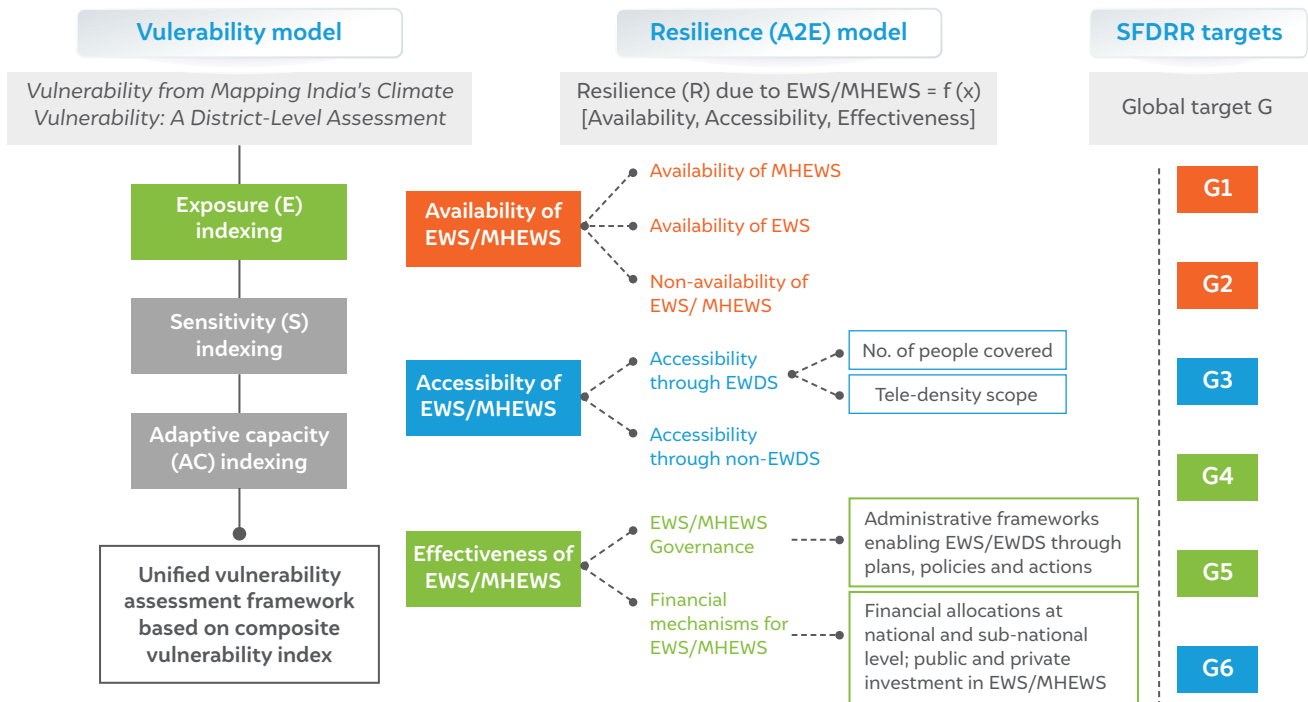 Vulerability model
Vulnerability from Mapping India's Climate
Vulnerability: A District-Level Assessment
Exposure (E)
indexing
Sensitivity (S)
indexing
Adaptive capacity
(AC) indexing
Unified vulnerability
assessment framework
based on composite
vulnerability index
Resilience (A2E) model
Resilience (R) due to EWS/MHEWS = f (x)
[Availability, Accessibility, Effectiveness]
Availability of
EWS/MHEWS
Availability of MHEWS
Availability of EWS
Non-availability of
EWS/ MHEWS
Accessibilty of
EWS/MHEWS
Accessibility
through EWDS
No. of people covered
Tele-density scope
Accessibility
through non-EWDS
Effectiveness of
EWS/MHEWS
EWS/MHEWS
Governance
Administrative frameworks
enabling EWS/EWDS through
plans, policies and actions
Financial
mechanisms for
EWS/MHEWS
Financial allocations at
national and sub-national
level; public and private
investment in EWS/MHEWS
SFDRR targets
Global target G
G1
G2
G3
G4
G5
G6